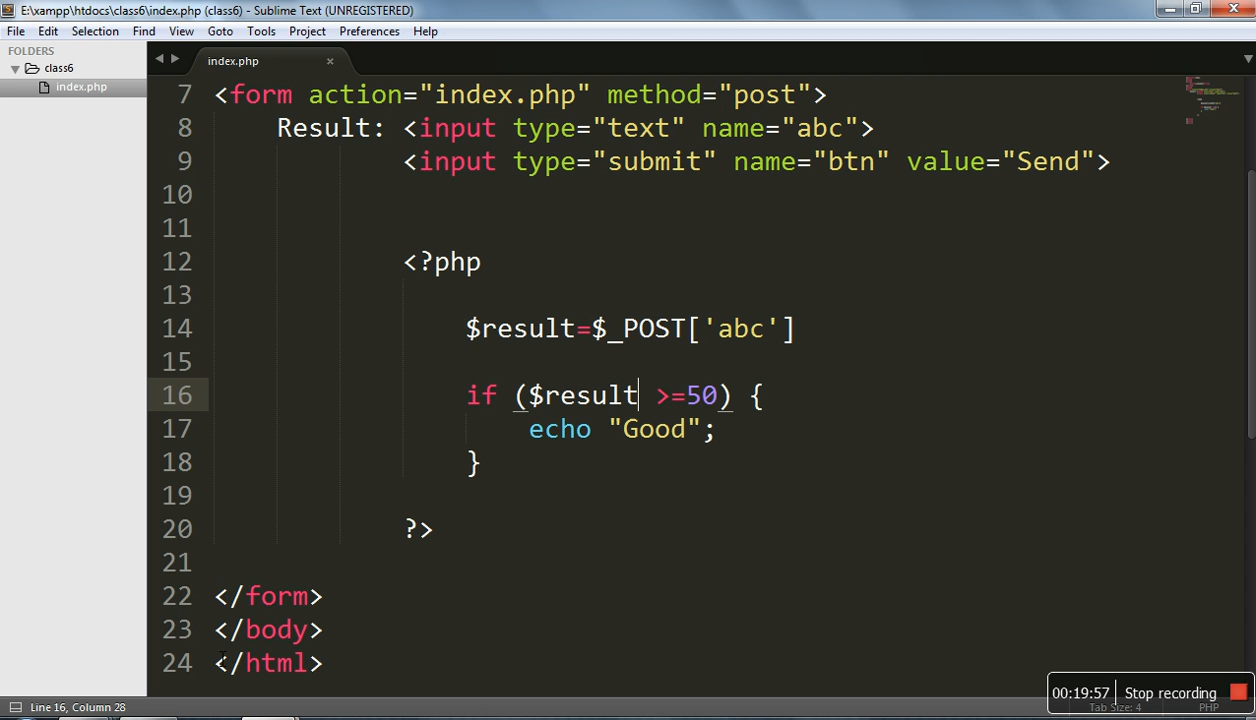 E:\xampp\htdocs\class6\index.php (class6) - Sublime Text (UNREGISTERED)
File Edit Selection Find View Goto Tools Project Preferences Help
FOLDERS
class6
index.php
index.php
7 <form action="index.php" method="post">
8 Result: <input type="text" name="abc">
9 <input type="submit" name="btn" value="Send">
10
11
12 <?php
13
14 $result=$_POST['abc']
15
16 if ($result >=50) {
17 echo "Good";
18 }
19
20 ?>
21
22 </form>
23 </body>
24 </html>
00:19:57 Stop recording
Line 16, Column 28 Tab Size: 4 PHP